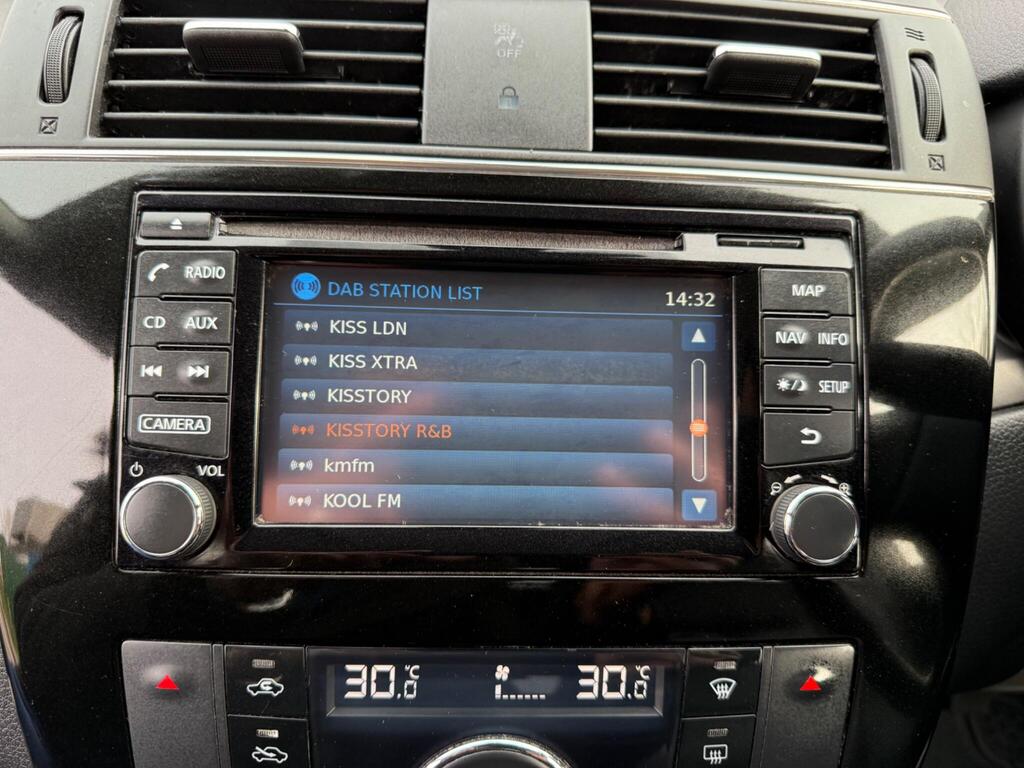 OFF
RADIO
CD AUX
CAMERA
VOL
DAB STATION LIST
14:32
KISS LDN
KISS XTRA
KISSTORY
KISSTORY R&B
kmfm
KOOL FM
MAP
NAV INFO
SETUP
30.0 °C
30.0 °C